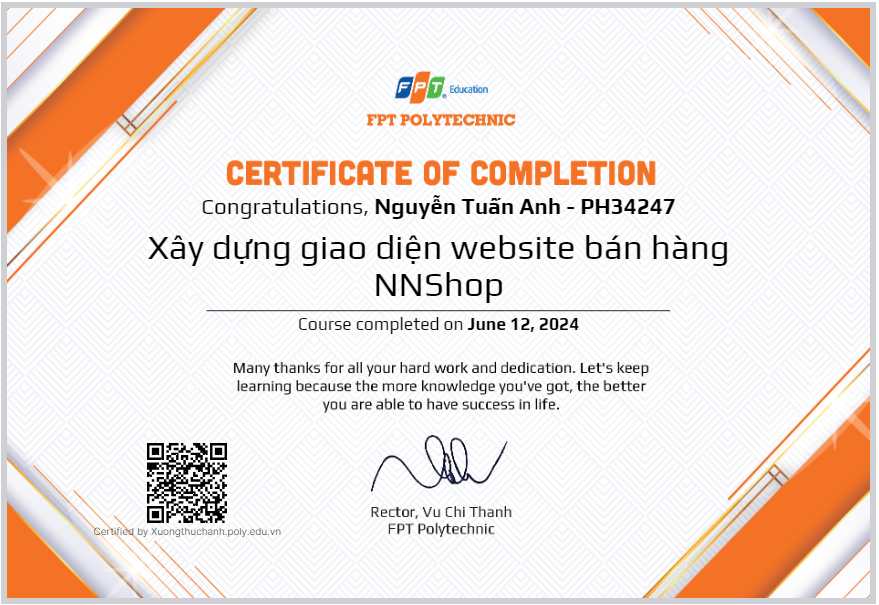 FPT Education
FPT POLYTECHNIC
CERTIFICATE OF COMPLETION
Congratulations, Nguyễn Tuấn Anh - PH34247
Xây dựng giao diện website bán hàng
NNShop
Course completed on June 12, 2024
Many thanks for all your hard work and dedication. Let's keep
learning because the more knowledge you've got, the better
you are able to have success in life.
Certified by Xuongthuchanh.poly.edu.vn
Rector, Vu Chi Thanh
FPT Polytechnic